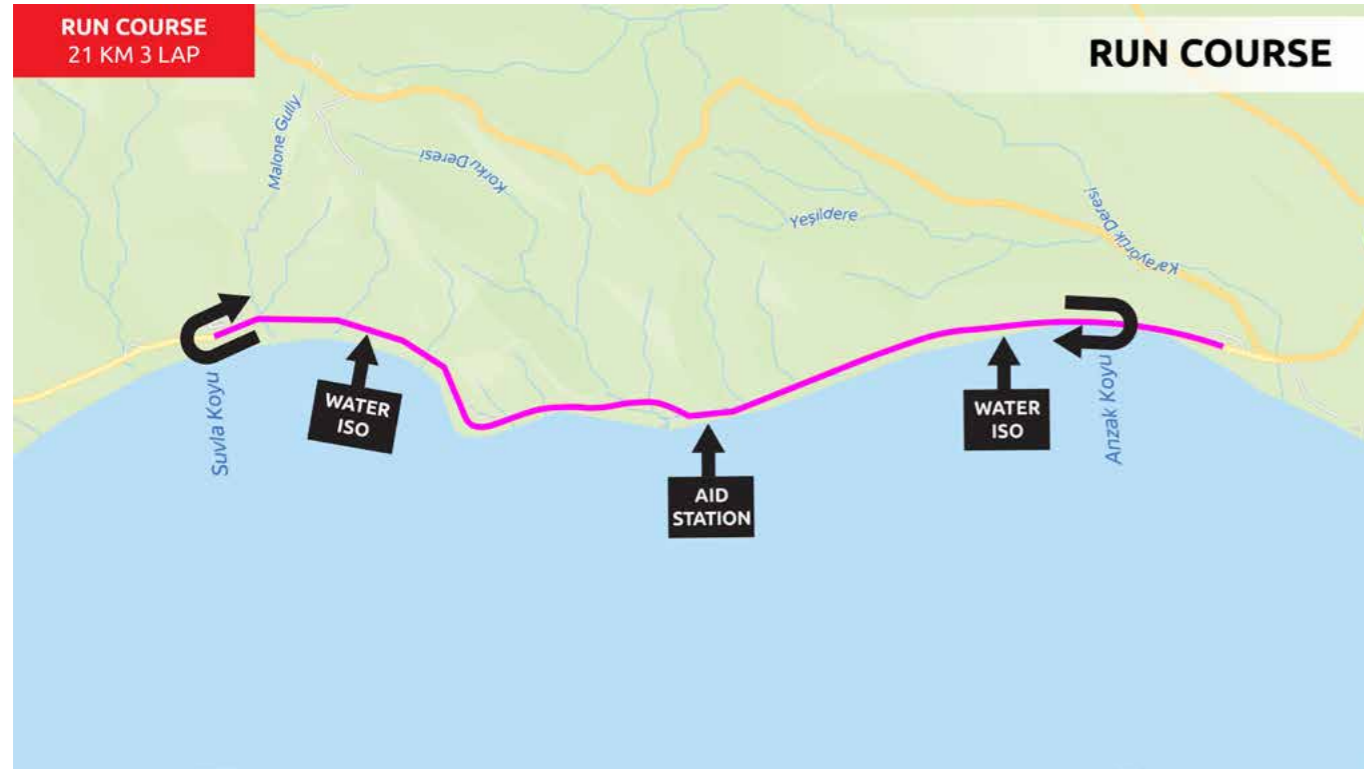 RUN COURSE
21 KM 3 LAP
RUN COURSE
Malone Gully
Korku Deresi
Yeşildere
Karayörük Deresi
Suvla Koyu
WATER
ISO
AID
STATION
WATER
ISO
Anzak Koyu